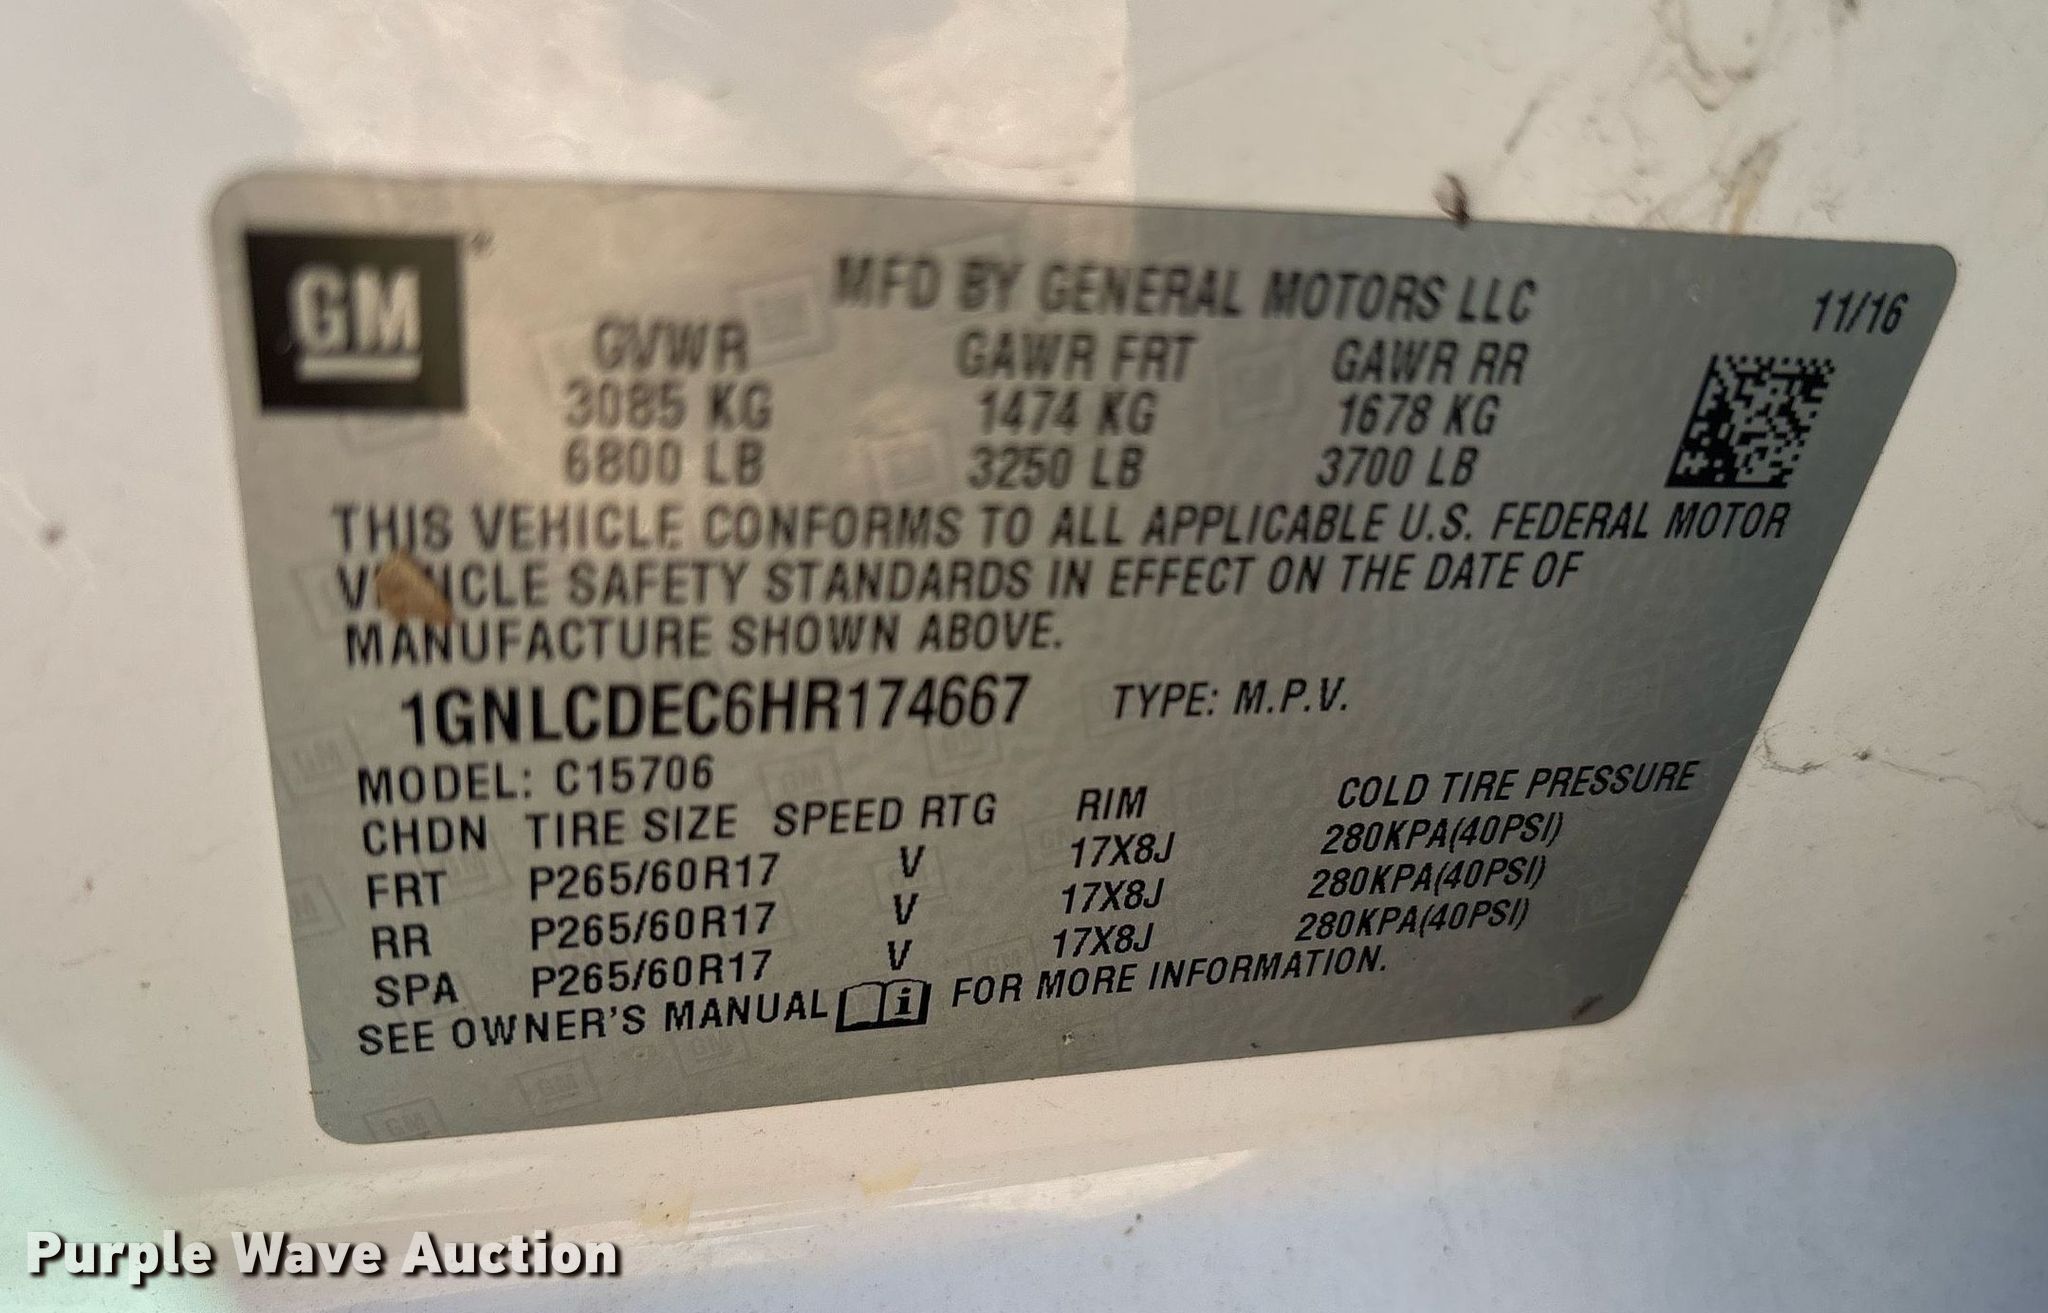 GM
MFD BY GENERAL MOTORS LLC
11/16
GVWR GAWR FRT GAWR RR
3085 KG 1474 KG 1678 KG
6800 LB 3250 LB 3700 LB
THIS VEHICLE CONFORMS TO ALL APPLICABLE U.S. FEDERAL MOTOR
VEHICLE SAFETY STANDARDS IN EFFECT ON THE DATE OF
MANUFACTURE SHOWN ABOVE.
1GNLCDEC6HR174667 TYPE: M.P.V.
MODEL: C15706
CHDN TIRE SIZE SPEED RTG RIM COLD TIRE PRESSURE
FRT P265/60R17 V 17X8J 280KPA(40PSI)
RR P265/60R17 V 17X8J 280KPA(40PSI)
SPA P265/60R17 V 17X8J 280KPA(40PSI)
SEE OWNER'S MANUAL i FOR MORE INFORMATION.
Purple Wave Auction